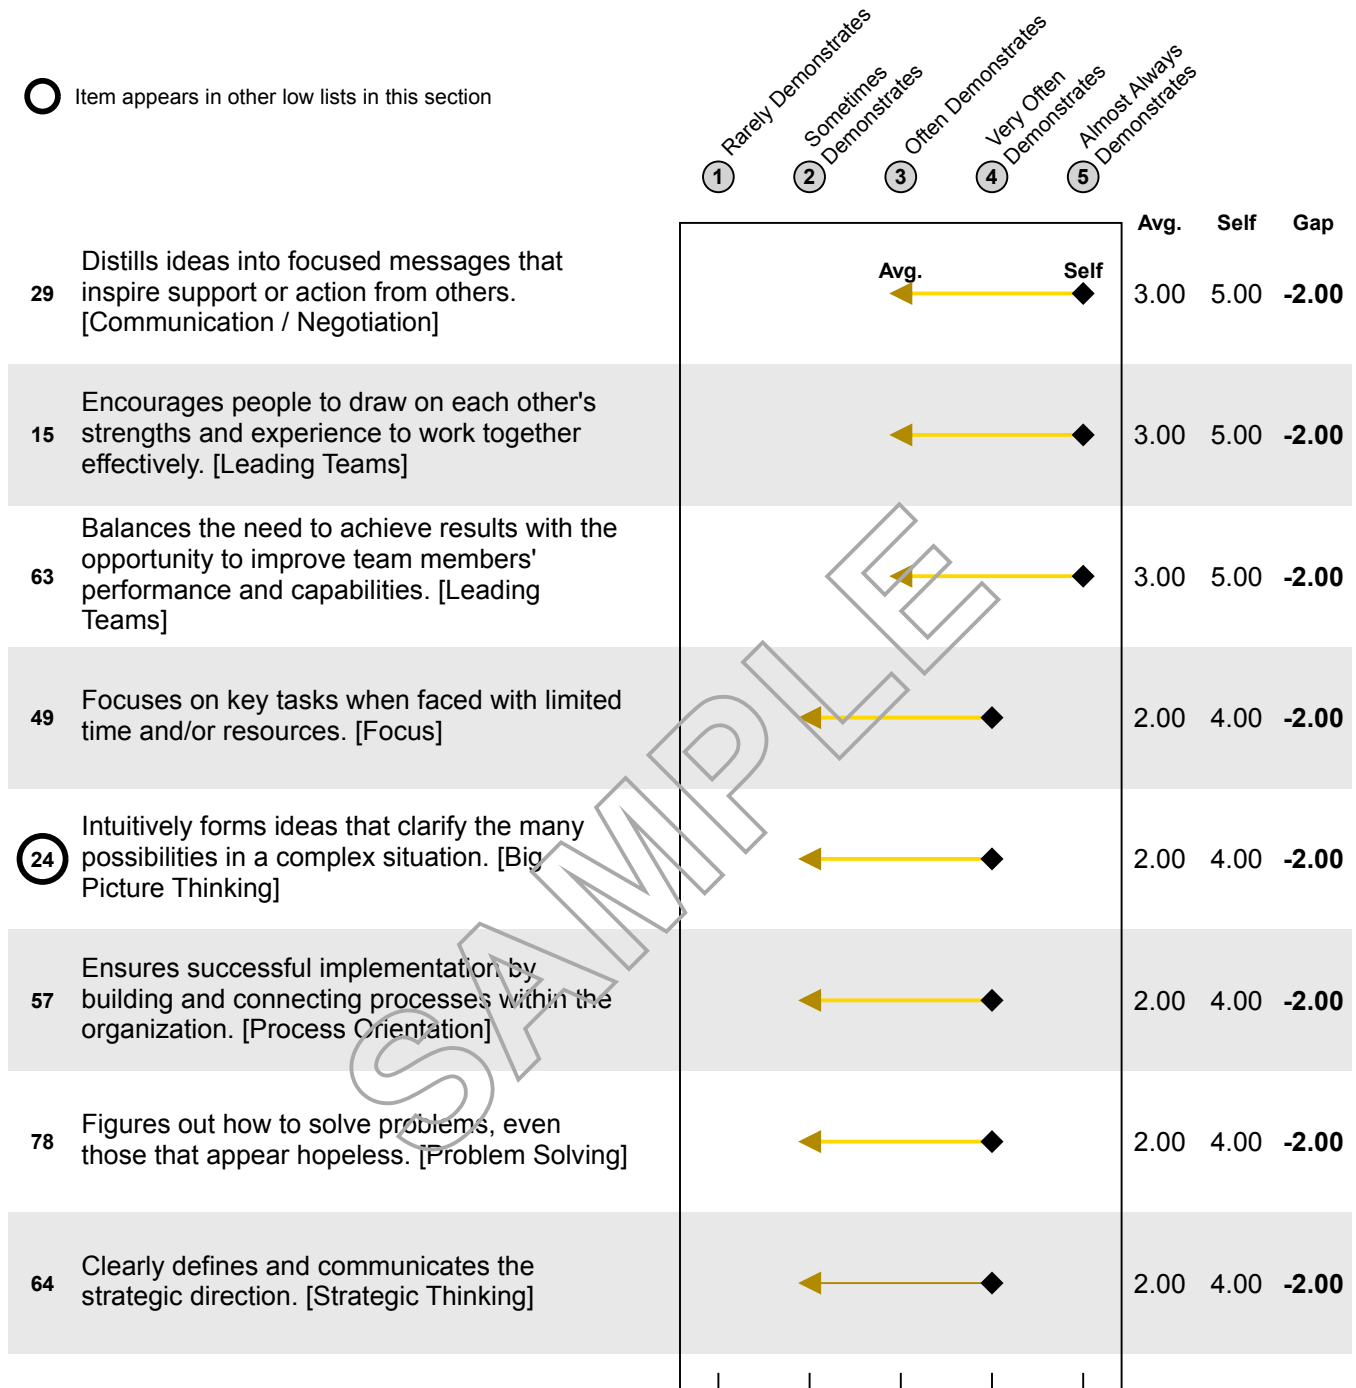 Item appears in other low lists in this section
Rarely Demonstrates
Sometimes
Demonstrates
Often Demonstrates
Very Often
Demonstrates
Almost Always
Demonstrates
1 2 3 4 5
Avg. Self Gap
Avg. Self
29 Distills ideas into focused messages that
inspire support or action from others.
[Communication / Negotiation]
3.00 5.00 -2.00
15 Encourages people to draw on each other's
strengths and experience to work together
effectively. [Leading Teams]
3.00 5.00 -2.00
63 Balances the need to achieve results with the
opportunity to improve team members'
performance and capabilities. [Leading
Teams]
3.00 5.00 -2.00
49 Focuses on key tasks when faced with limited
time and/or resources. [Focus]
2.00 4.00 -2.00
24 Intuitively forms ideas that clarify the many
possibilities in a complex situation. [Big
Picture Thinking]
2.00 4.00 -2.00
57 Ensures successful implementation by
building and connecting processes within the
organization. [Process Orientation]
2.00 4.00 -2.00
78 Figures out how to solve problems, even
those that appear hopeless. [Problem Solving]
2.00 4.00 -2.00
64 Clearly defines and communicates the
strategic direction. [Strategic Thinking]
2.00 4.00 -2.00
SAMPLE